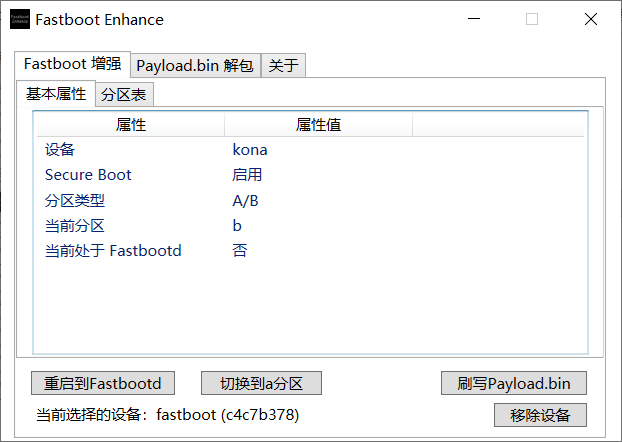 Fastboot Enhance
Fastboot Enhance
Fastboot 增强 Payload.bin 解包 关于
基本属性 分区表
属性 属性值
设备 kona
Secure Boot 启用
分区类型 A/B
当前分区 b
当前处于 Fastbootd 否
重启到Fastbootd 切换到a分区 刷写Payload.bin
当前选择的设备：fastboot (c4c7b378) 移除设备